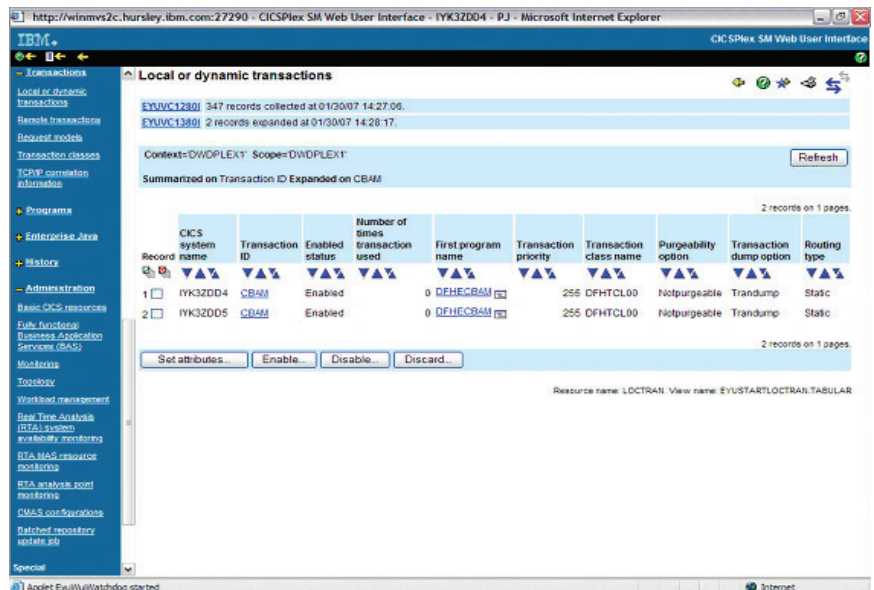 http://winmvs2c.hursley.ibm.com:27290 - CICSPlex SM Web User Interface - IYK3ZDD4 - PJ - Microsoft Internet Explorer
IBM.
CICSPlex SM Web User Interface
Transactions
Local or dynamic
transactions
Remote transactions
Request models
Transaction classes
TCP/IP correlation
information
Programs
Enterprise Java
History
Administration
Basic CICS resources
Fully functional
Business Application
Services (BAS)
Monitoring
Topology
Workload management
Real Time Analysis
(RTA) system
availability monitoring
RTA MAS resource
monitoring
RTA analysis point
monitoring
CMAS configurations
Batched repository
update job
Special
Local or dynamic transactions
EYUVC1280I 347 records collected at 01/30/07 14:27:06.
EYUVC1380I 2 records expanded at 01/30/07 14:28:17.
Context='DWDPLEX1' Scope='DWDPLEX1'
Refresh
Summarized on Transaction ID Expanded on CBAM
2 records on 1 pages.
Record CICS system name Transaction ID Enabled status Number of times transaction used First program name Transaction priority Transaction class name Purgeability option Transaction dump option Routing type
1 IYK3ZDD4 CBAM Enabled 0 DFHECBAM 255 DFHTCL00 Notpurgeable Trandump Static
2 IYK3ZDD5 CBAM Enabled 0 DFHECBAM 255 DFHTCL00 Notpurgeable Trandump Static
2 records on 1 pages.
Set attributes... Enable... Disable... Discard...
Resource name: LOCTRAN. View name: EYUSTARTLOCTRAN.TABULAR
Applet EyuWuiWatchdog started
Internet